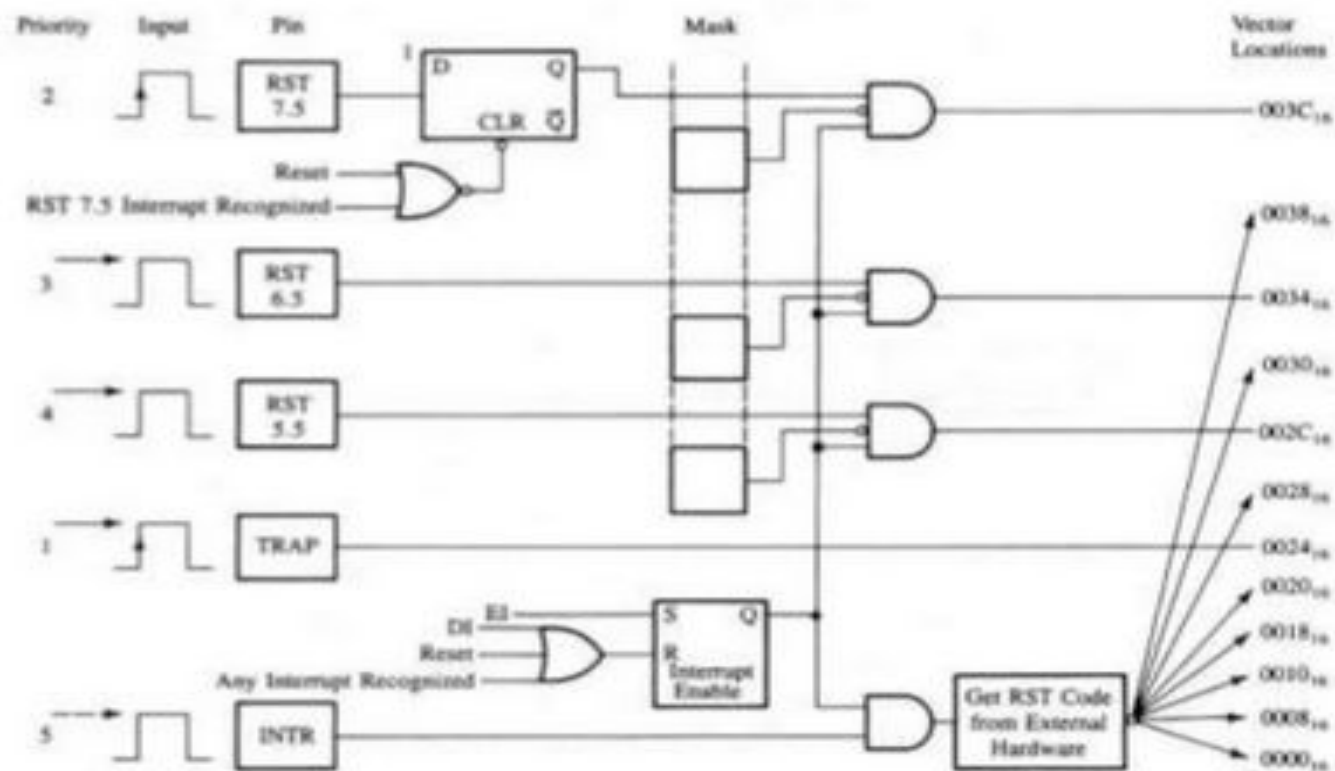 Priority Input Pin Mask Vector Locations
2 RST 7.5 1 D Q CLR Q̅ 003C₁₆
Reset
RST 7.5 Interrupt Recognized
0038₁₆
3 RST 6.5 0034₁₆
0030₁₆
4 RST 5.5 002C₁₆
0028₁₆
1 TRAP 0024₁₆
0020₁₆
EI S Q
DI
0018₁₆
Reset R
Interrupt Enable
Any Interrupt Recognized
0010₁₆
5 INTR Get RST Code from External Hardware
0008₁₆
0000₁₆